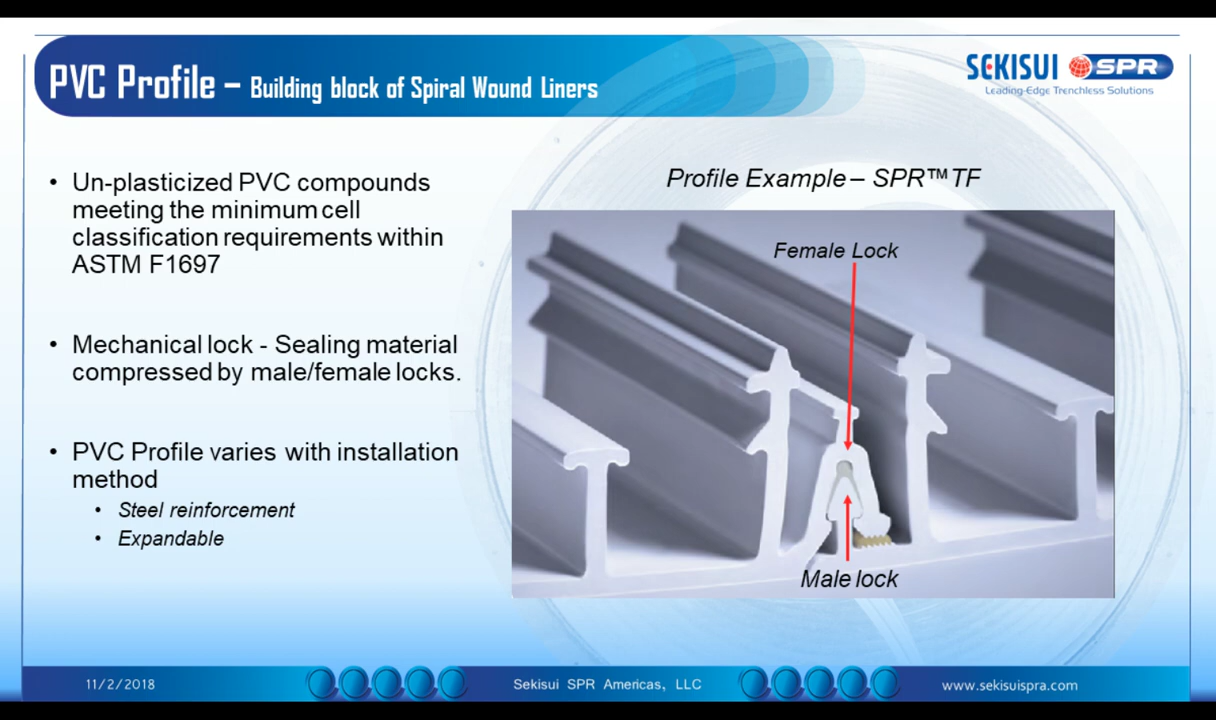 PVC Profile – Building block of Spiral Wound Liners
SEKISUI SPR
Leading-Edge Trenchless Solutions
• Un-plasticized PVC compounds
meeting the minimum cell
classification requirements within
ASTM F1697
• Mechanical lock - Sealing material
compressed by male/female locks.
• PVC Profile varies with installation
method
• Steel reinforcement
• Expandable
Profile Example – SPR™ TF
Female Lock
Male lock
11/2/2018
Sekisui SPR Americas, LLC
www.sekisuispra.com